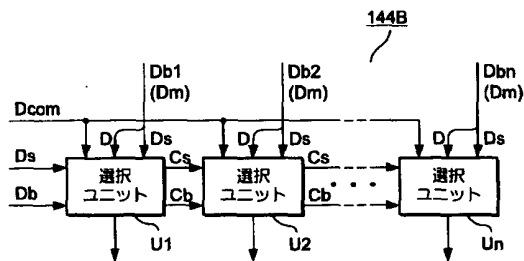 144B
Db1 Db2 Dbn
(Dm) (Dm) (Dm)
Dcom
D Ds D Ds D Ds
Ds 選択ユニット Cs 選択ユニット Cs 選択ユニット
Db Cb Cb
U1 U2 Un